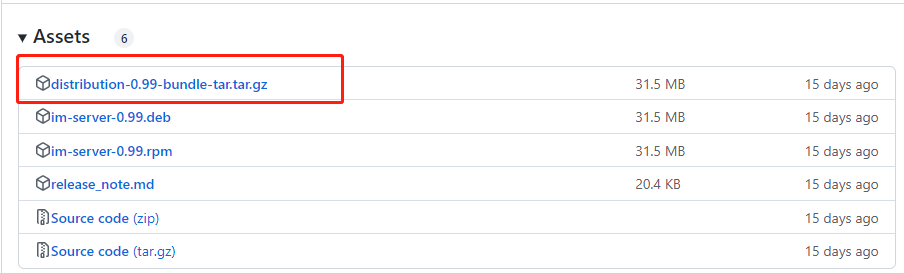 Assets 6
distribution-0.99-bundle-tar.tar.gz 31.5 MB 15 days ago
im-server-0.99.deb 31.5 MB 15 days ago
im-server-0.99.rpm 31.5 MB 15 days ago
release_note.md 20.4 KB 15 days ago
Source code (zip) 15 days ago
Source code (tar.gz) 15 days ago